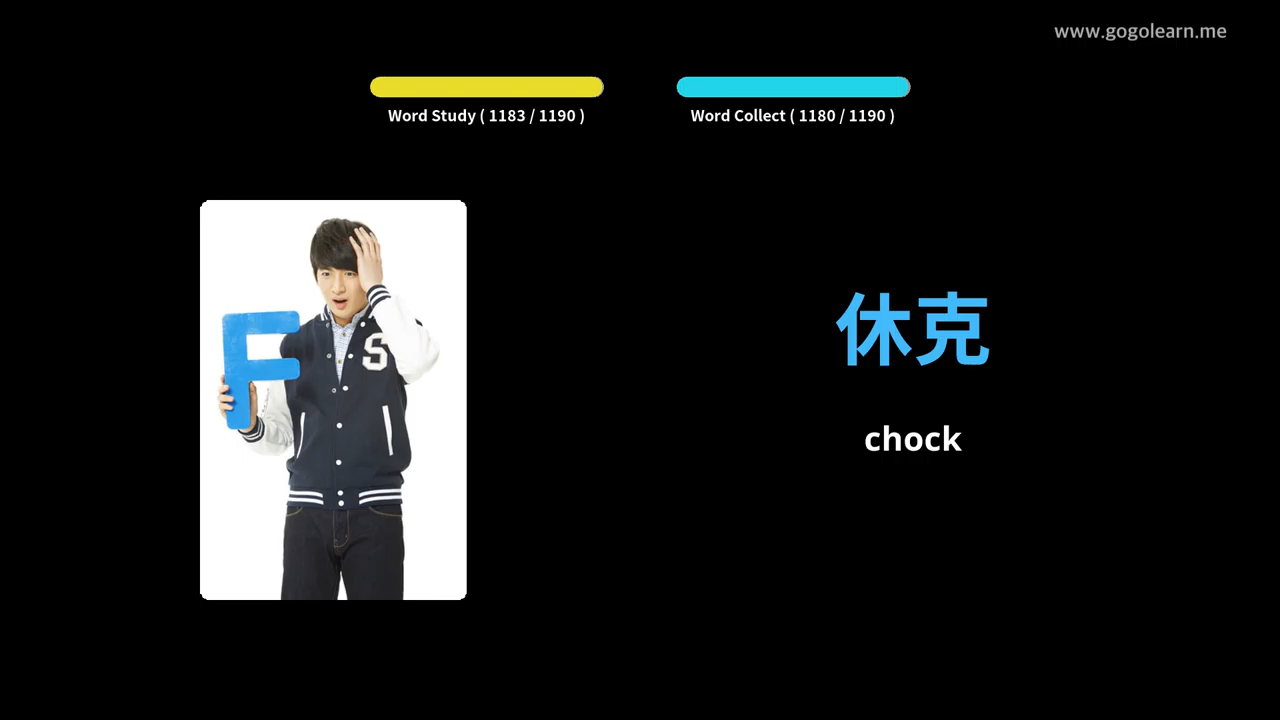 www.gogolearn.me
Word Study ( 1183 / 1190 )
Word Collect ( 1180 / 1190 )
F
S
休克
chock